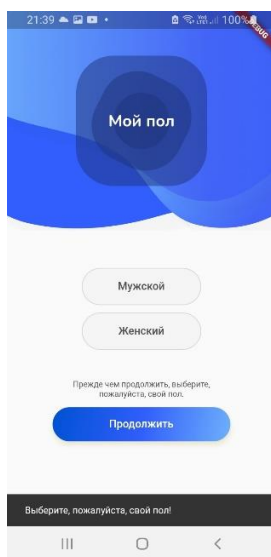 21:39
100%
DEBUG
Мой пол
Мужской
Женский
Прежде чем продолжить, выберите,
пожалуйста, свой пол.
Продолжить
Выберите, пожалуйста, свой пол!